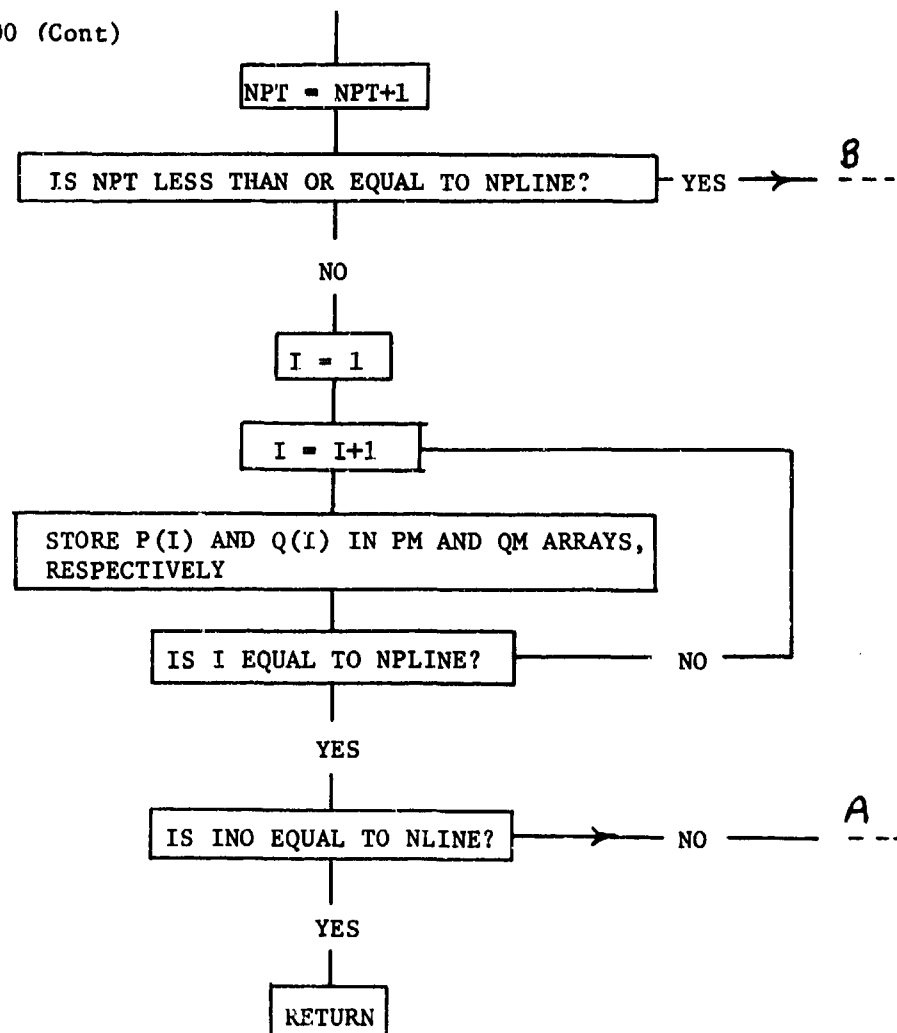 00 (Cont)
NPT = NPT+1
IS NPT LESS THAN OR EQUAL TO NPLINE?
YES
B
NO
I = 1
I = I+1
STORE P(I) AND Q(I) IN PM AND QM ARRAYS,
RESPECTIVELY
IS I EQUAL TO NPLINE?
NO
YES
IS INO EQUAL TO NLINE?
NO
A
YES
RETURN